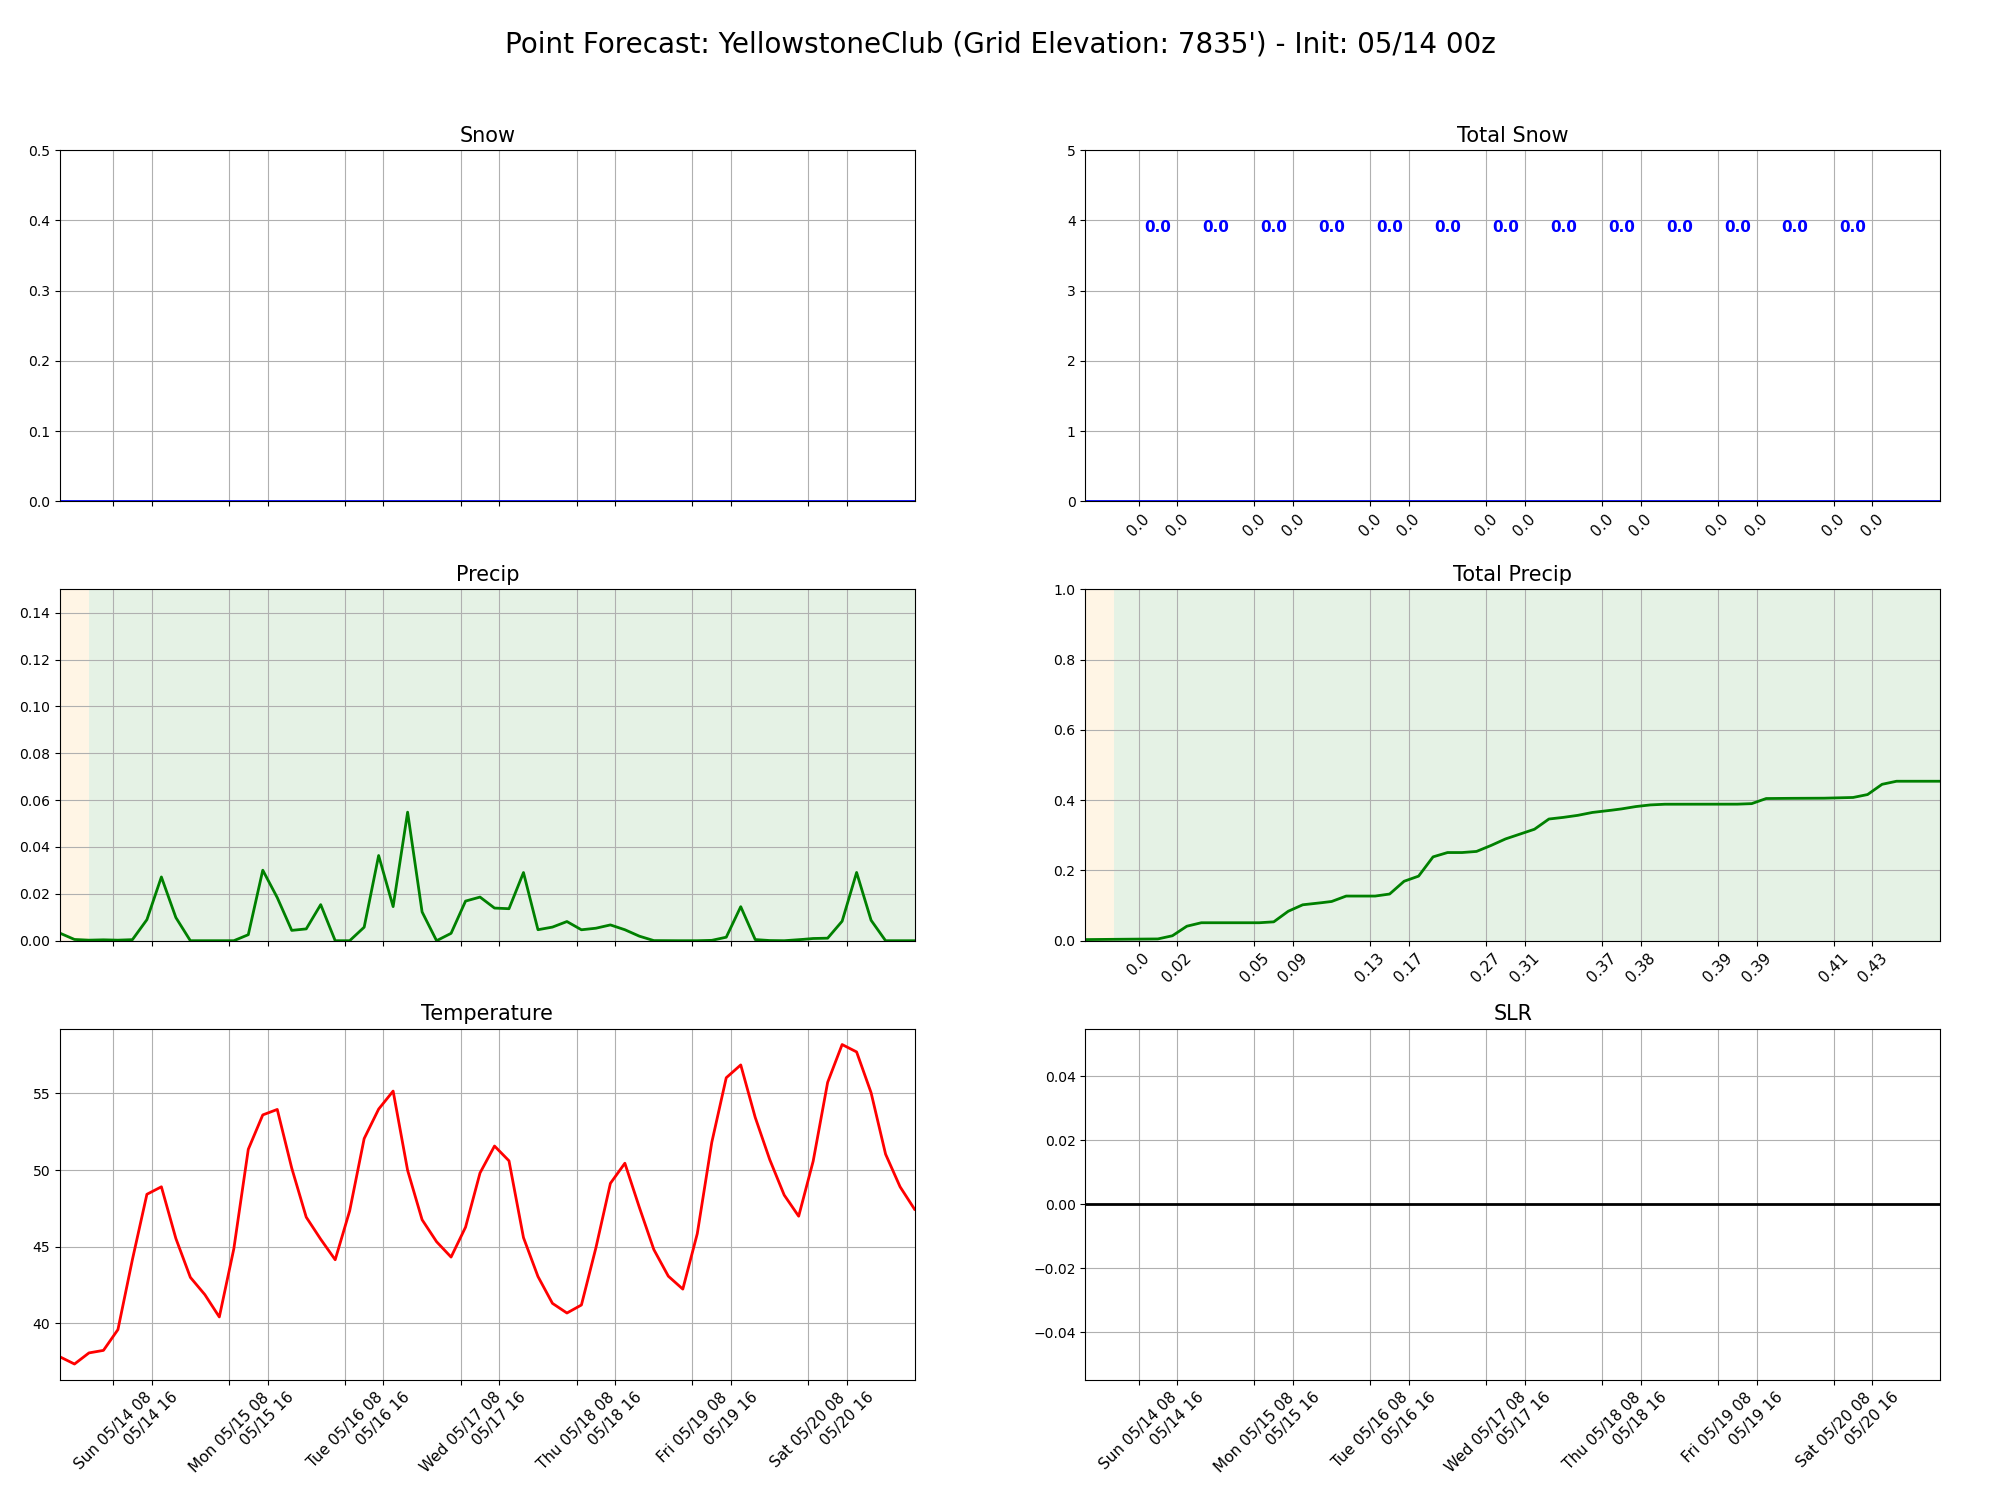 Point Forecast: YellowstoneClub (Grid Elevation: 7835') - Init: 05/14 00z
Snow
0.5
0.4
0.3
0.2
0.1
0.0
Total Snow
5
4
3
2
1
0
0.0 0.0 0.0 0.0 0.0 0.0 0.0 0.0 0.0 0.0 0.0 0.0 0.0
0.0 0.0 0.0 0.0 0.0 0.0 0.0 0.0 0.0 0.0 0.0 0.0 0.0 0.0
Precip
0.14
0.12
0.10
0.08
0.06
0.04
0.02
0.00
Total Precip
1.0
0.8
0.6
0.4
0.2
0.0
0.0 0.02 0.05 0.09 0.13 0.17 0.27 0.31 0.37 0.38 0.39 0.39 0.41 0.43
Temperature
55
50
45
40
Sun 05/14 08
05/14 16
Mon 05/15 08
05/15 16
Tue 05/16 08
05/16 16
Wed 05/17 08
05/17 16
Thu 05/18 08
05/18 16
Fri 05/19 08
05/19 16
Sat 05/20 08
05/20 16
SLR
0.04
0.02
0.00
−0.02
−0.04
Sun 05/14 08
05/14 16
Mon 05/15 08
05/15 16
Tue 05/16 08
05/16 16
Wed 05/17 08
05/17 16
Thu 05/18 08
05/18 16
Fri 05/19 08
05/19 16
Sat 05/20 08
05/20 16